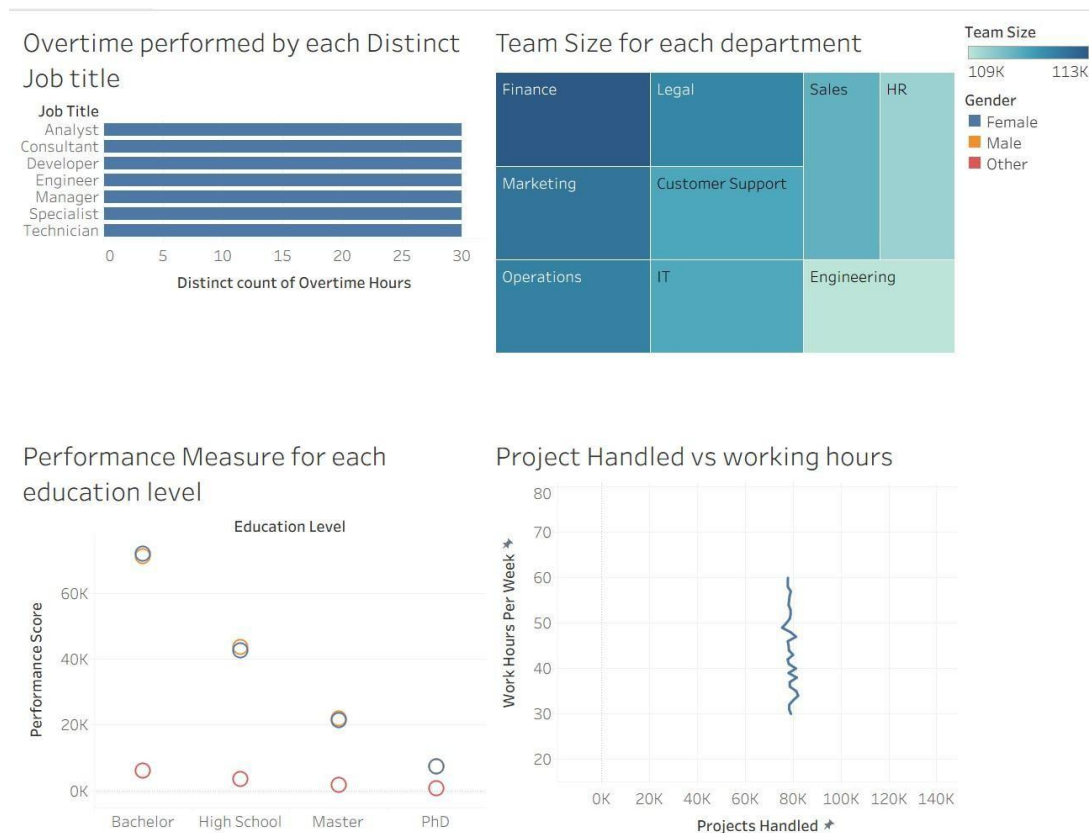 Overtime performed by each Distinct
Job title
Job Title
Analyst
Consultant
Developer
Engineer
Manager
Specialist
Technician
0 5 10 15 20 25 30
Distinct count of Overtime Hours
Team Size for each department
Finance
Legal
Sales
HR
Marketing
Customer Support
Operations
IT
Engineering
Team Size
109K 113K
Gender
Female
Male
Other
Performance Measure for each
education level
Education Level
Performance Score
60K
40K
20K
0K
Bachelor High School Master PhD
Project Handled vs working hours
Work Hours Per Week
80
70
60
50
40
30
20
0K 20K 40K 60K 80K 100K 120K 140K
Projects Handled